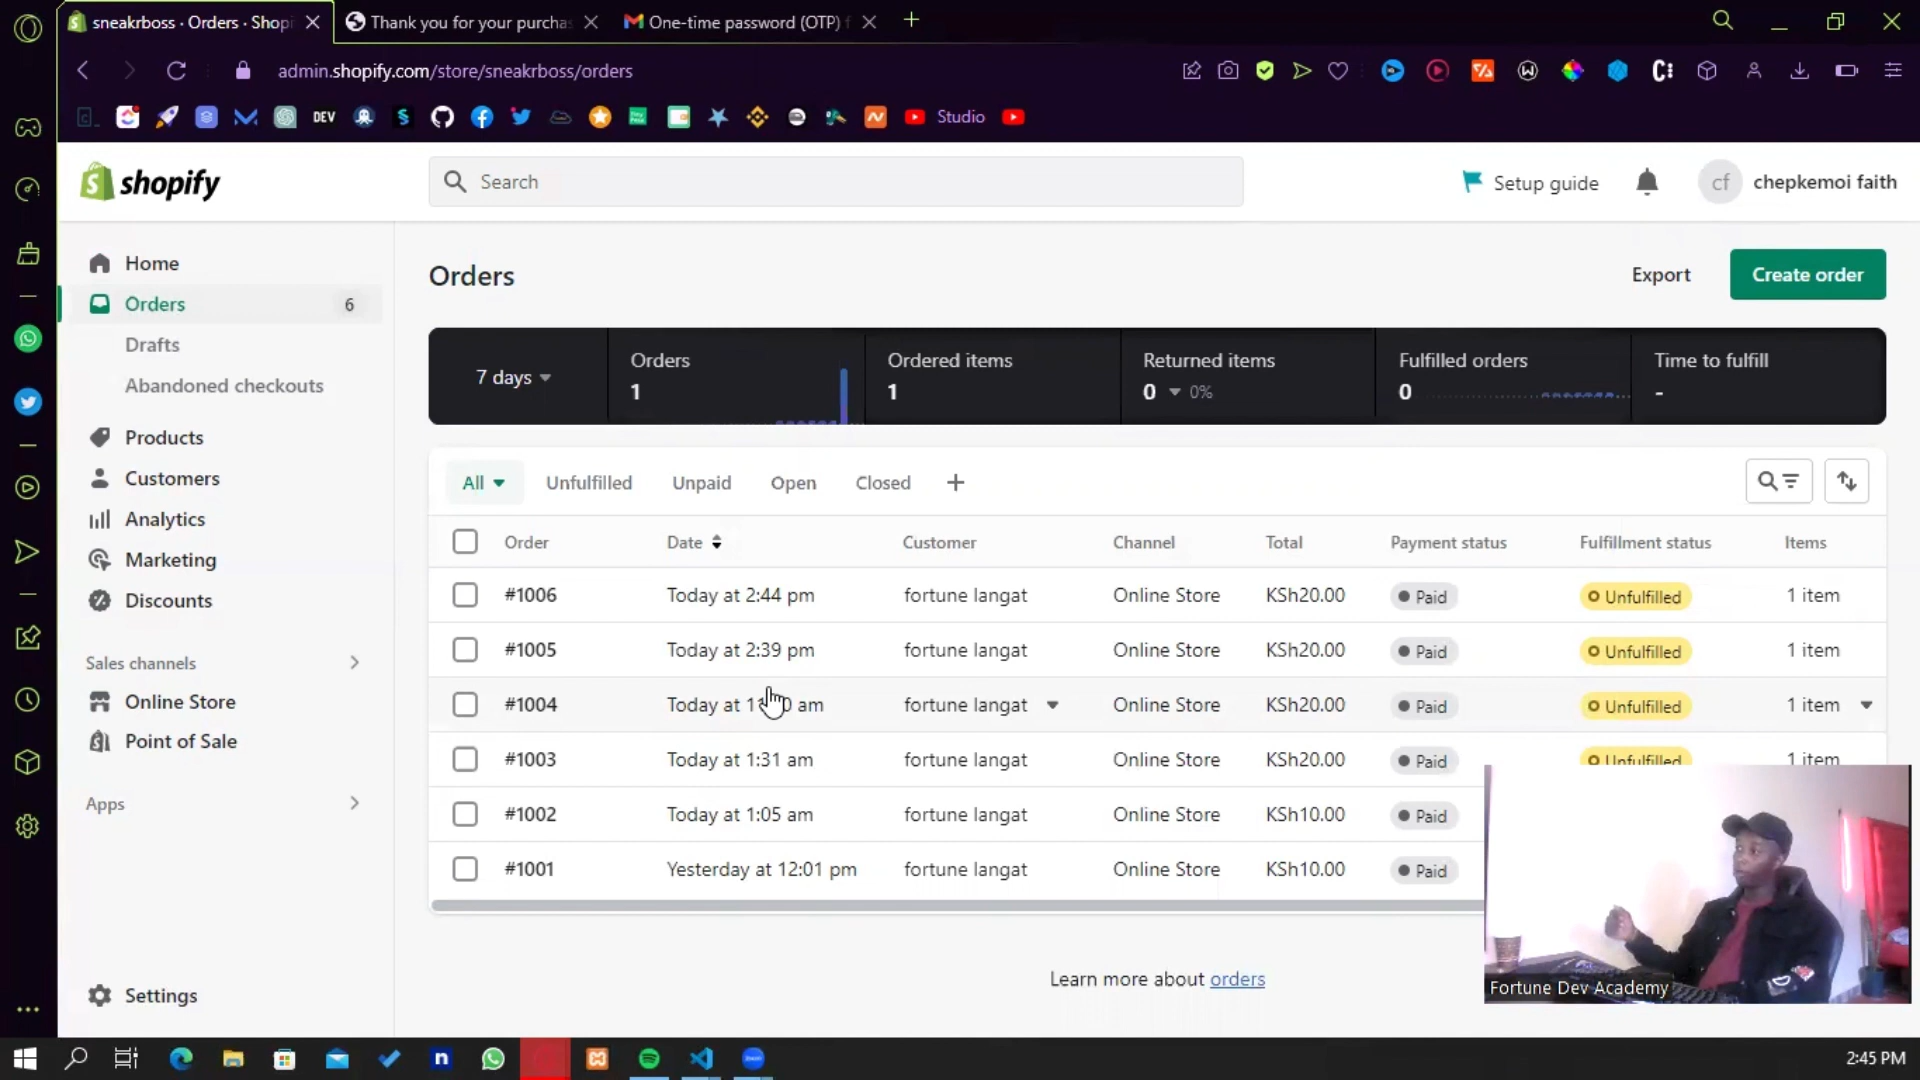 sneakrboss - Orders · Shopi
Thank you for your purchas
One-time password (OTP) f
admin.shopify.com/store/sneakrboss/orders
DEV
Studio
shopify
Search
Setup guide
cf
chepkemoi faith
Home
Orders
6
Drafts
Abandoned checkouts
Products
Customers
Analytics
Marketing
Discounts
Sales channels
Online Store
Point of Sale
Apps
Settings
Orders
Export
Create order
7 days
Orders
1
Ordered items
1
Returned items
0 0%
Fulfilled orders
0
Time to fulfill
-
All Unfulfilled Unpaid Open Closed +
Order Date Customer Channel Total Payment status Fulfillment status Items
#1006 Today at 2:44 pm fortune langat Online Store KSh20.00 Paid Unfulfilled 1 item
#1005 Today at 2:39 pm fortune langat Online Store KSh20.00 Paid Unfulfilled 1 item
#1004 Today at am fortune langat Online Store KSh20.00 Paid Unfulfilled 1 item
#1003 Today at 1:31 am fortune langat Online Store KSh20.00 Paid Unfulfilled 1 item
#1002 Today at 1:05 am fortune langat Online Store KSh10.00 Paid
#1001 Yesterday at 12:01 pm fortune langat Online Store KSh10.00 Paid
Learn more about orders
Fortune Dev Academy
2:45 PM